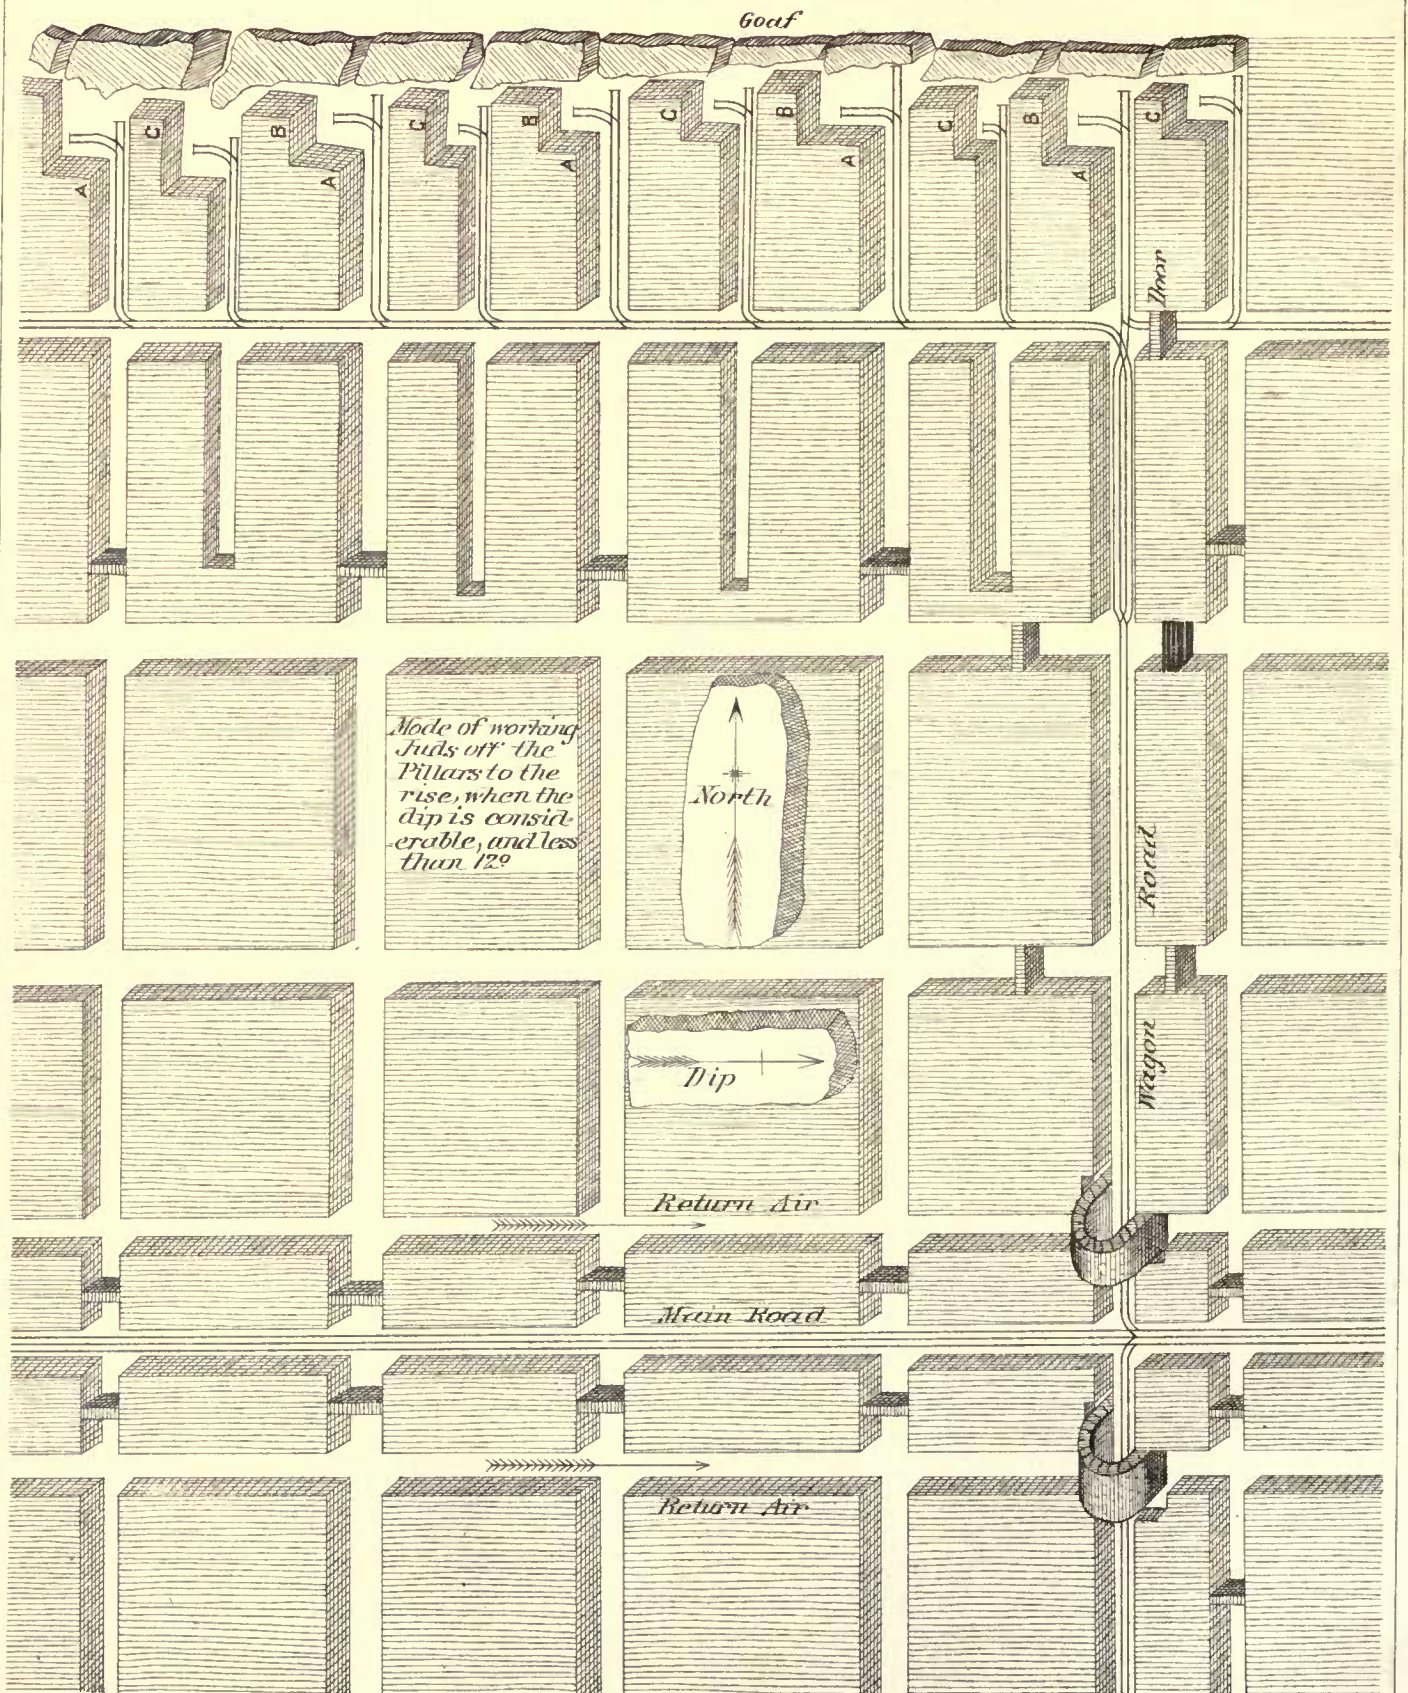 Goaf
C
B
C
B
C
B
C
B
C
A
A
A
A
A
Door
Mode of working
Juds off the
Pillars to the
rise, when the
dip is consid-
erable, and less
than 12°
North
Road
Dip
Wagon
Return Air
Main Road
Return Air